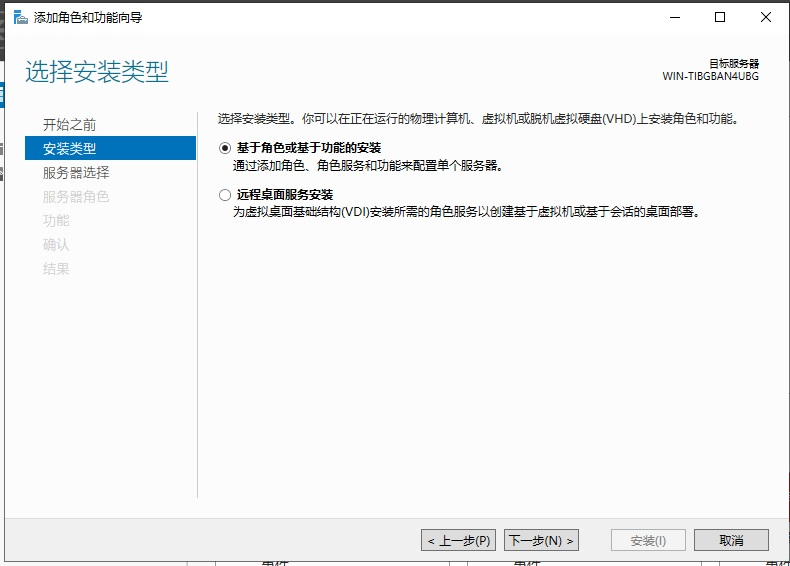 添加角色和功能向导
选择安装类型
目标服务器
WIN-TIBGBAN4UBG
开始之前
安装类型
服务器选择
服务器角色
功能
确认
结果
选择安装类型。你可以在正在运行的物理计算机、虚拟机或脱机虚拟硬盘(VHD)上安装角色和功能。
基于角色或基于功能的安装
通过添加角色、角色服务和功能来配置单个服务器。
远程桌面服务安装
为虚拟桌面基础结构(VDI)安装所需的角色服务以创建基于虚拟机或基于会话的桌面部署。
< 上一步(P)
下一步(N) >
安装(I)
取消